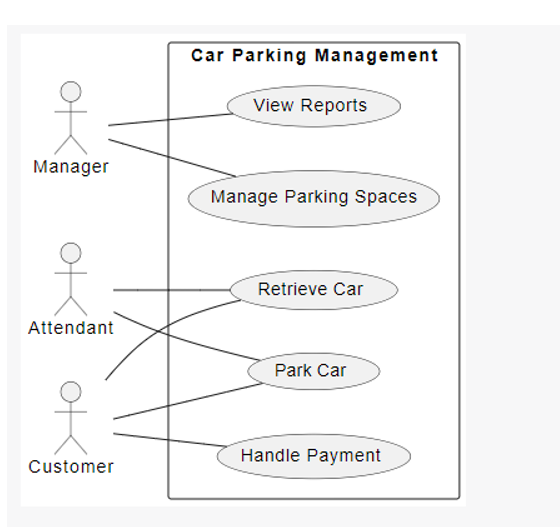 Car Parking Management
View Reports
Manager
Manage Parking Spaces
Retrieve Car
Attendant
Park Car
Handle Payment
Customer